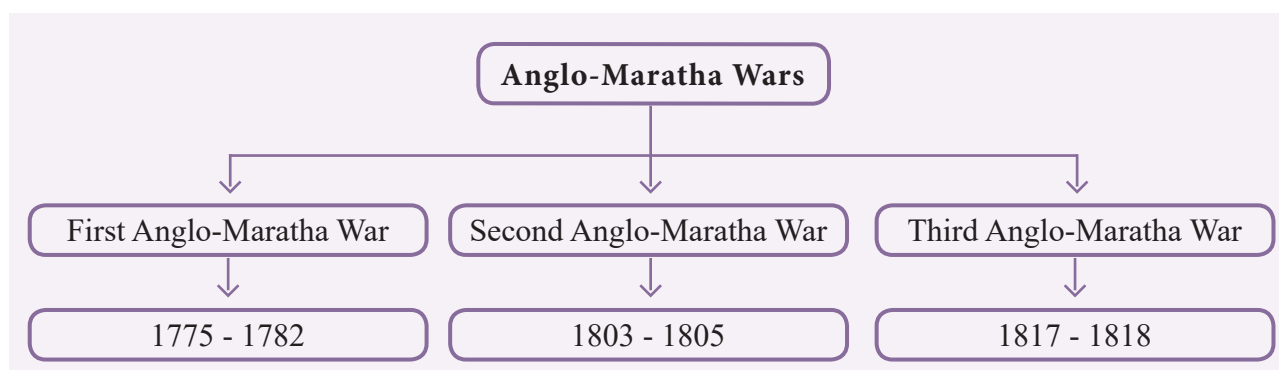 Anglo-Maratha Wars
First Anglo-Maratha War
Second Anglo-Maratha War
Third Anglo-Maratha War
1775 - 1782
1803 - 1805
1817 - 1818